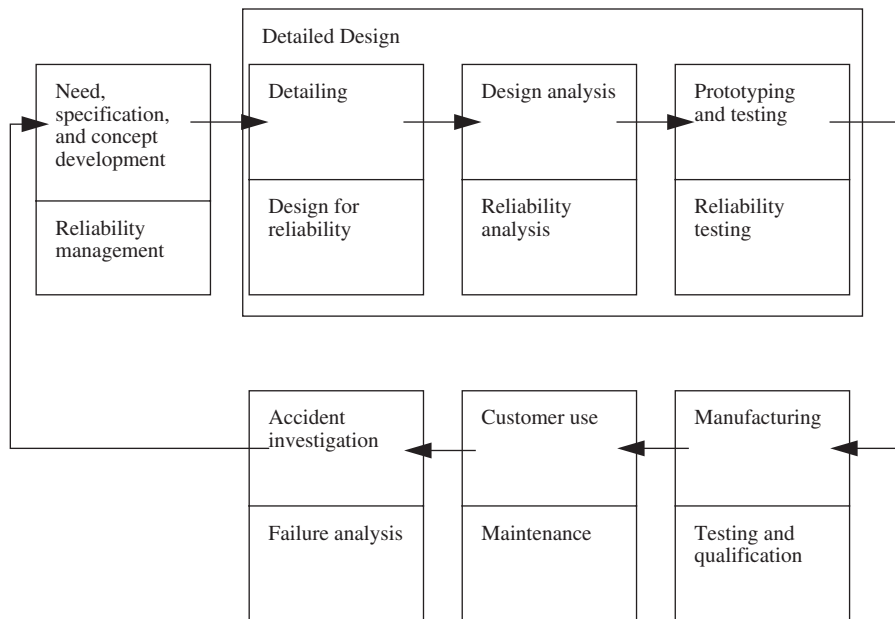 Detailed Design
Need,
specification,
and concept
development
Reliability
management
Detailing
Design for
reliability
Design analysis
Reliability
analysis
Prototyping
and testing
Reliability
testing
Accident
investigation
Failure analysis
Customer use
Maintenance
Manufacturing
Testing and
qualification